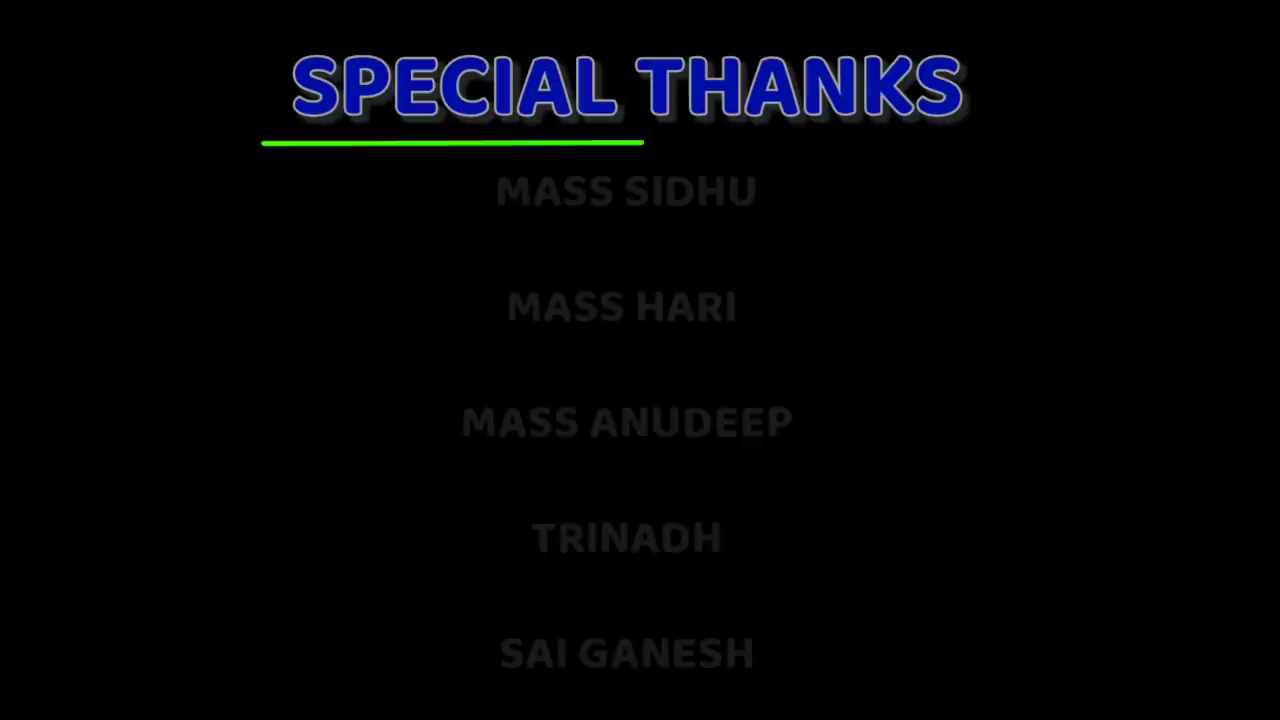 SPECIAL THANKS
MASS SIDHU
MASS HARI
MASS ANUDEEP
TRINADH
SAI GANESH